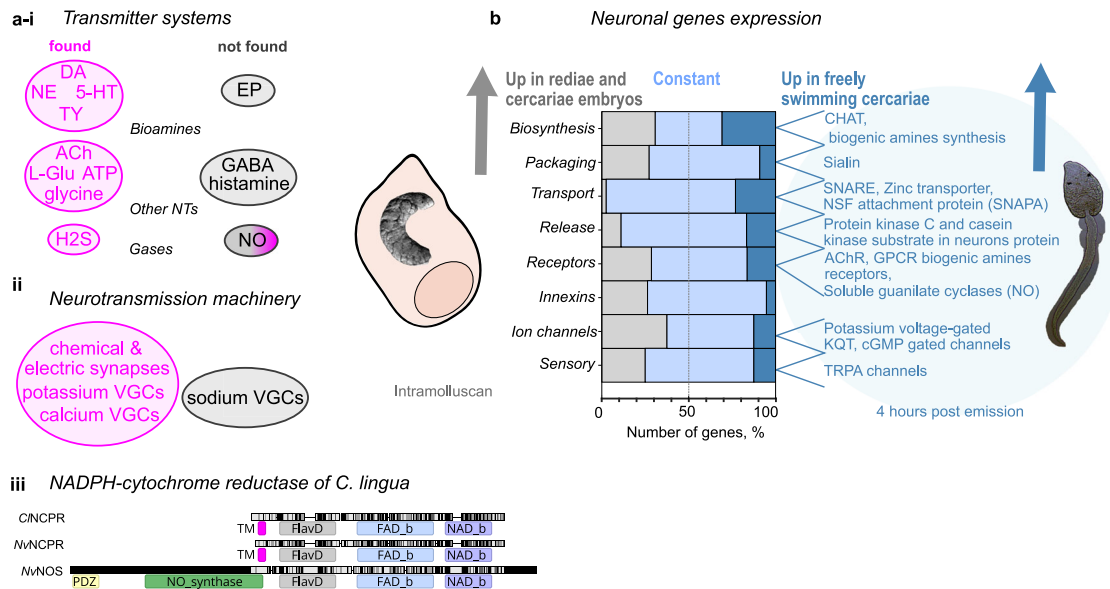 a-i Transmitter systems
found
not found
DA
NE 5-HT
TY
EP
Bioamines
ACh
L-Glu ATP
glycine
GABA
histamine
Other NTs
H2S
NO
Gases
ii
Neurotransmission machinery
chemical &
electric synapses
potassium VGCs
calcium VGCs
sodium VGCs
Intramolluscan
b Neuronal genes expression
Up in rediae and
cercariae embryos
Constant
Up in freely
swimming cercariae
Biosynthesis
Packaging
Transport
Release
Receptors
Innexins
Ion channels
Sensory
0 50 100
Number of genes, %
CHAT,
biogenic amines synthesis
Sialin
SNARE, Zinc transporter,
NSF attachment protein (SNAPA)
Protein kinase C and casein
kinase substrate in neurons protein
AChR, GPCR biogenic amines
receptors,
Soluble guanilate cyclases (NO)
Potassium voltage-gated
KQT, cGMP gated channels
TRPA channels
4 hours post emission
iii NADPH-cytochrome reductase of C. lingua
ClNCPR
TM FlavD FAD_b NAD_b
NvNCPR
TM FlavD FAD_b NAD_b
NvNOS
PDZ NO_synthase FlavD FAD_b NAD_b